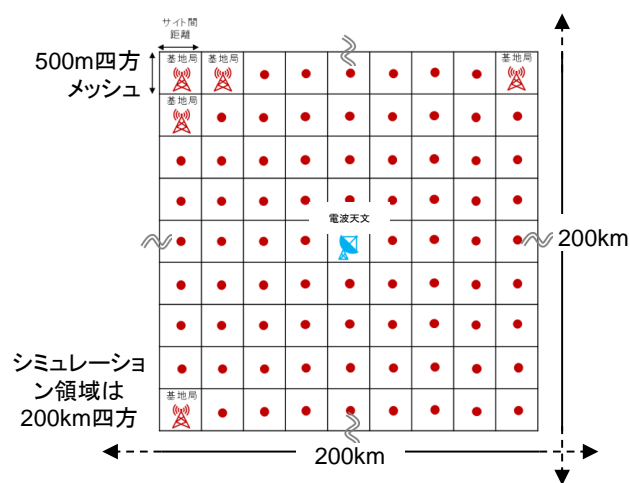 サイト間
距離
500m四方
メッシュ
基地局
基地局
基地局
基地局
電波天文
200km
シミュレーショ
ン領域は
200km四方
基地局
200km